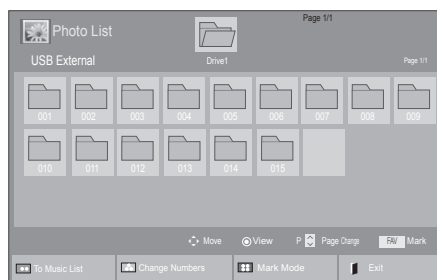 Page 1/1
Photo List
USB External
Drive1
Page 1/1
001 002 003 004 005 006 007 008 009
010 011 012 013 014 015
Move View P Page Change FAV Mark
To Music List Change Numbers Mark Mode Exit